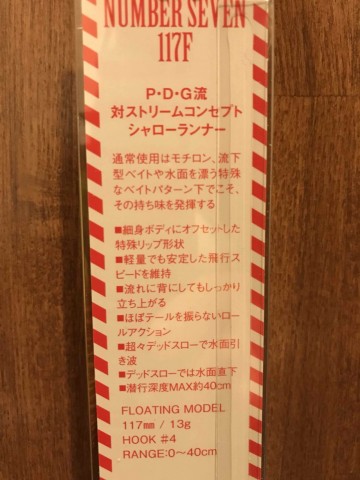 NUMBER SEVEN
117F
P・D・G流
対ストリームコンセプト
シャローランナー
通常使用はモチロン、流下
型ベイトや水面を漂う特殊
なベイトパターン下でこそ、
その持ち味を発揮する
■細身ボディにオフセットした
特殊リップ形状
■軽量でも安定した飛行ス
ピードを維持
■流れに背にしてもしっかり
立ち上がる
■ほぼテールを振らないロー
ルアクション
■超々デッドスローで水面引
き波
■デッドスローでは水面直下
■潜行深度MAX約40cm
FLOATING MODEL
117mm / 13g
HOOK #4
RANGE:0〜40cm